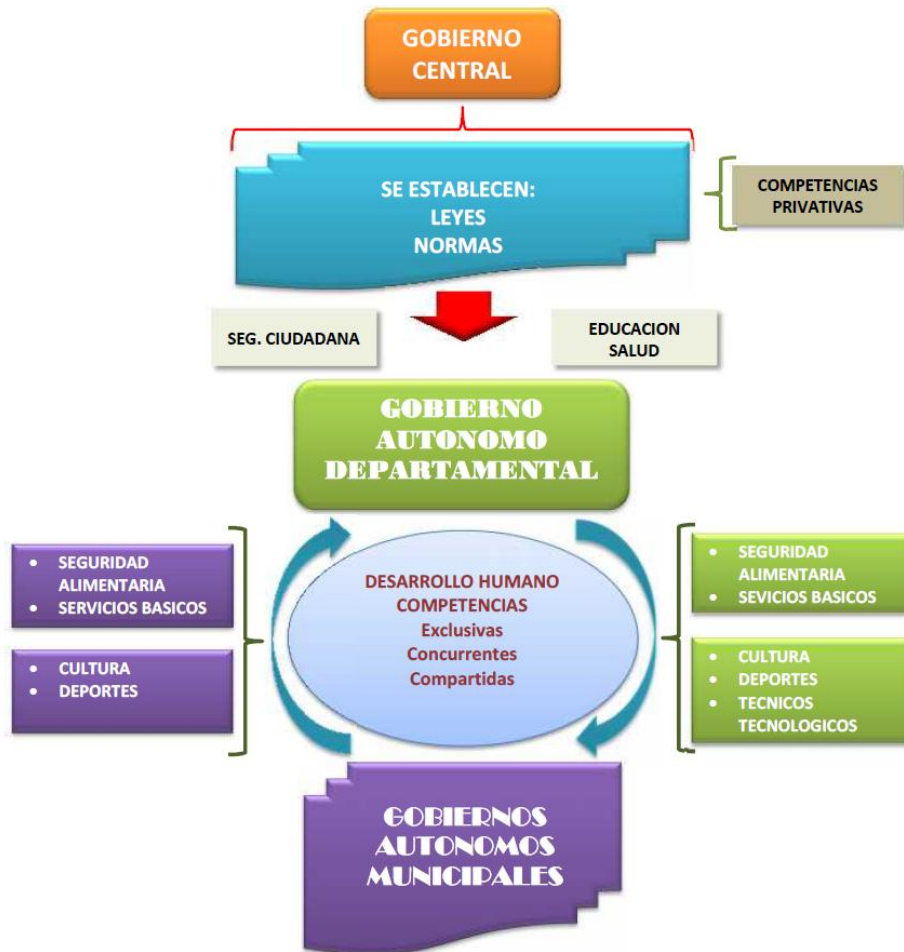 GOBIERNO
CENTRAL
SE ESTABLECEN:
LEYES
NORMAS
COMPETENCIAS
PRIVATIVAS
SEG. CIUDADANA
EDUCACION
SALUD
GOBIERNO
AUTONOMO
DEPARTAMENTAL
• SEGURIDAD
ALIMENTARIA
• SERVICIOS BASICOS
• CULTURA
• DEPORTES
DESARROLLO HUMANO
COMPETENCIAS
Exclusivas
Concurrentes
Compartidas
• SEGURIDAD
ALIMENTARIA
• SEVICIOS BASICOS
• CULTURA
• DEPORTES
• TECNICOS
TECNOLOGICOS
GOBIERNOS
AUTONOMOS
MUNICIPALES